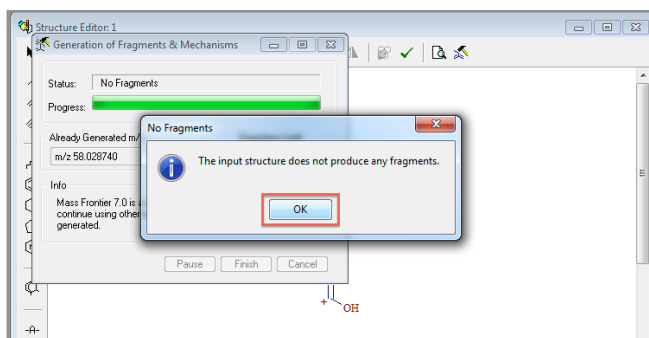 Structure Editor: 1
Generation of Fragments & Mechanisms
Status: No Fragments
Progress:
Already Generated m/
m/z 58.028740
No Fragments
The input structure does not produce any fragments.
OK
Info
Mass Frontier 7.0 is
continue using other
generated.
Pause Finish Cancel
+ OH
-A-